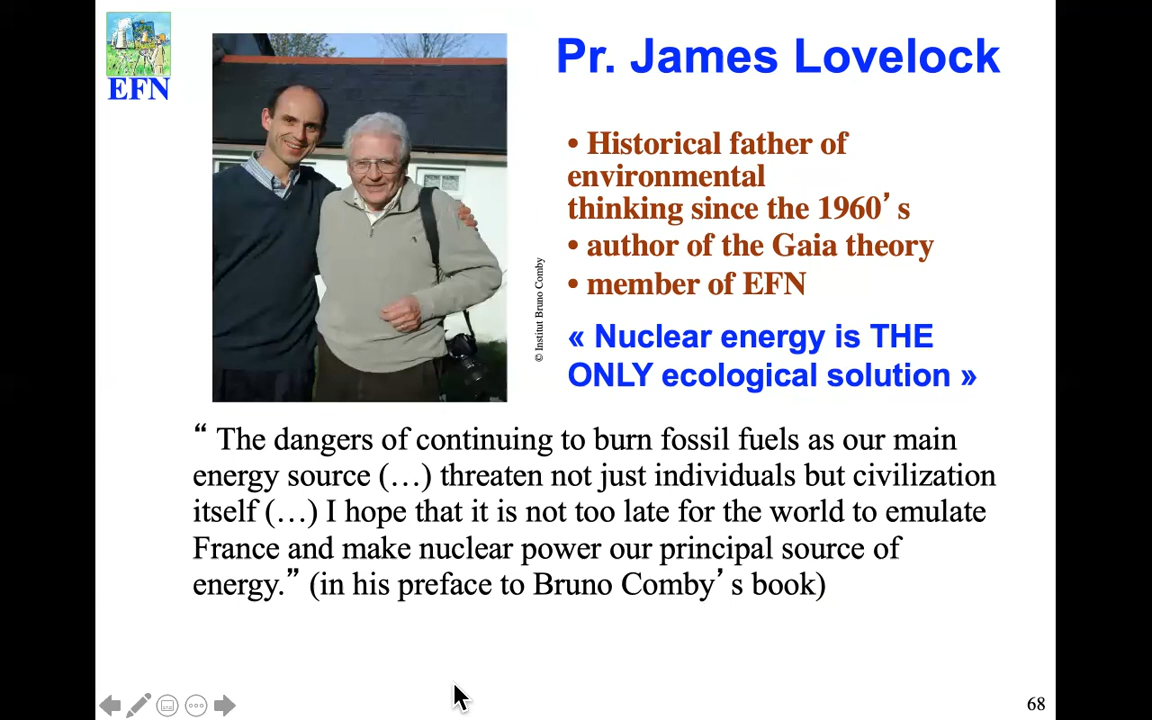 EFN
Pr. James Lovelock
• Historical father of
environmental
thinking since the 1960’s
• author of the Gaia theory
• member of EFN
« Nuclear energy is THE
ONLY ecological solution »
© Institut Bruno Comby
“ The dangers of continuing to burn fossil fuels as our main
energy source (…) threaten not just individuals but civilization
itself (…) I hope that it is not too late for the world to emulate
France and make nuclear power our principal source of
energy.” (in his preface to Bruno Comby’s book)
68